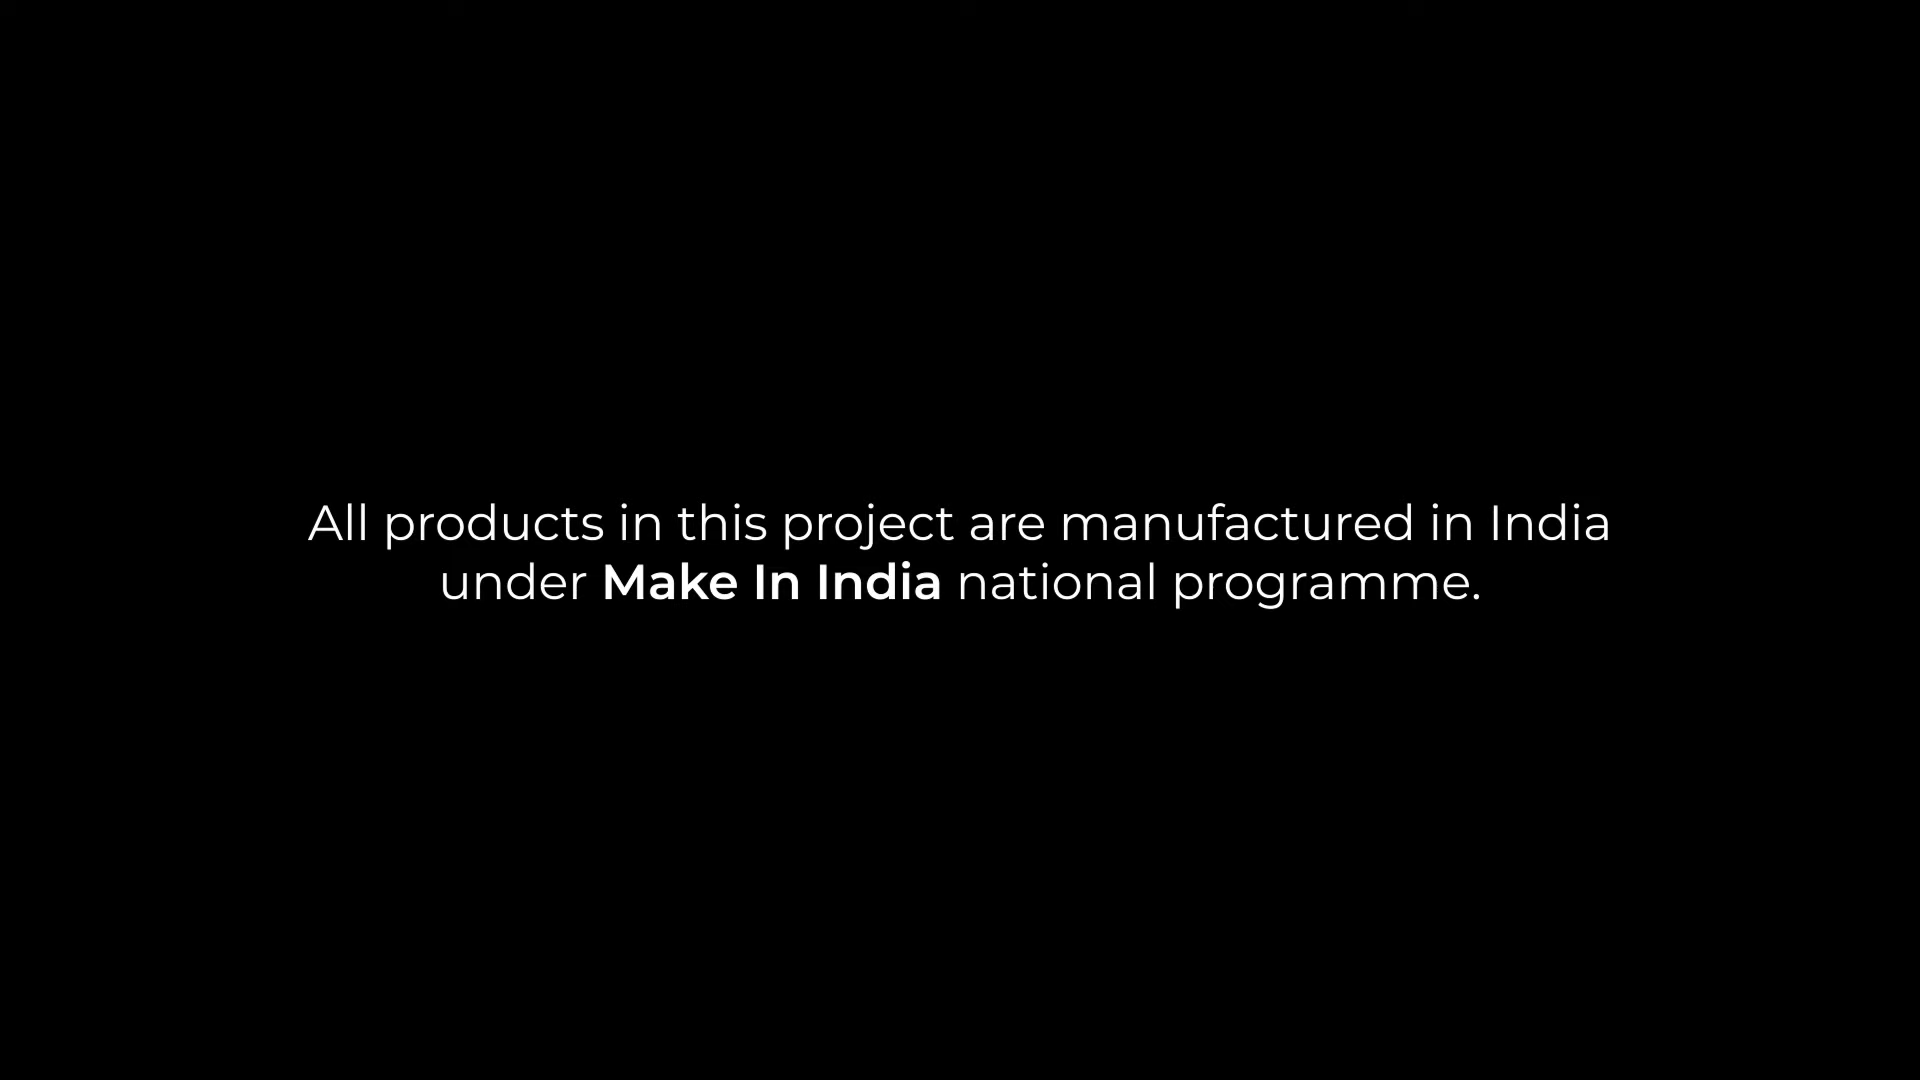 All products in this project are manufactured in India
under Make In India national programme.